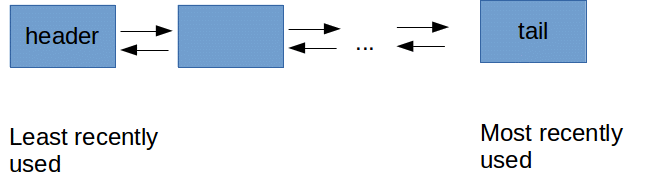 header
...
tail
Least recently
used
Most recently
used